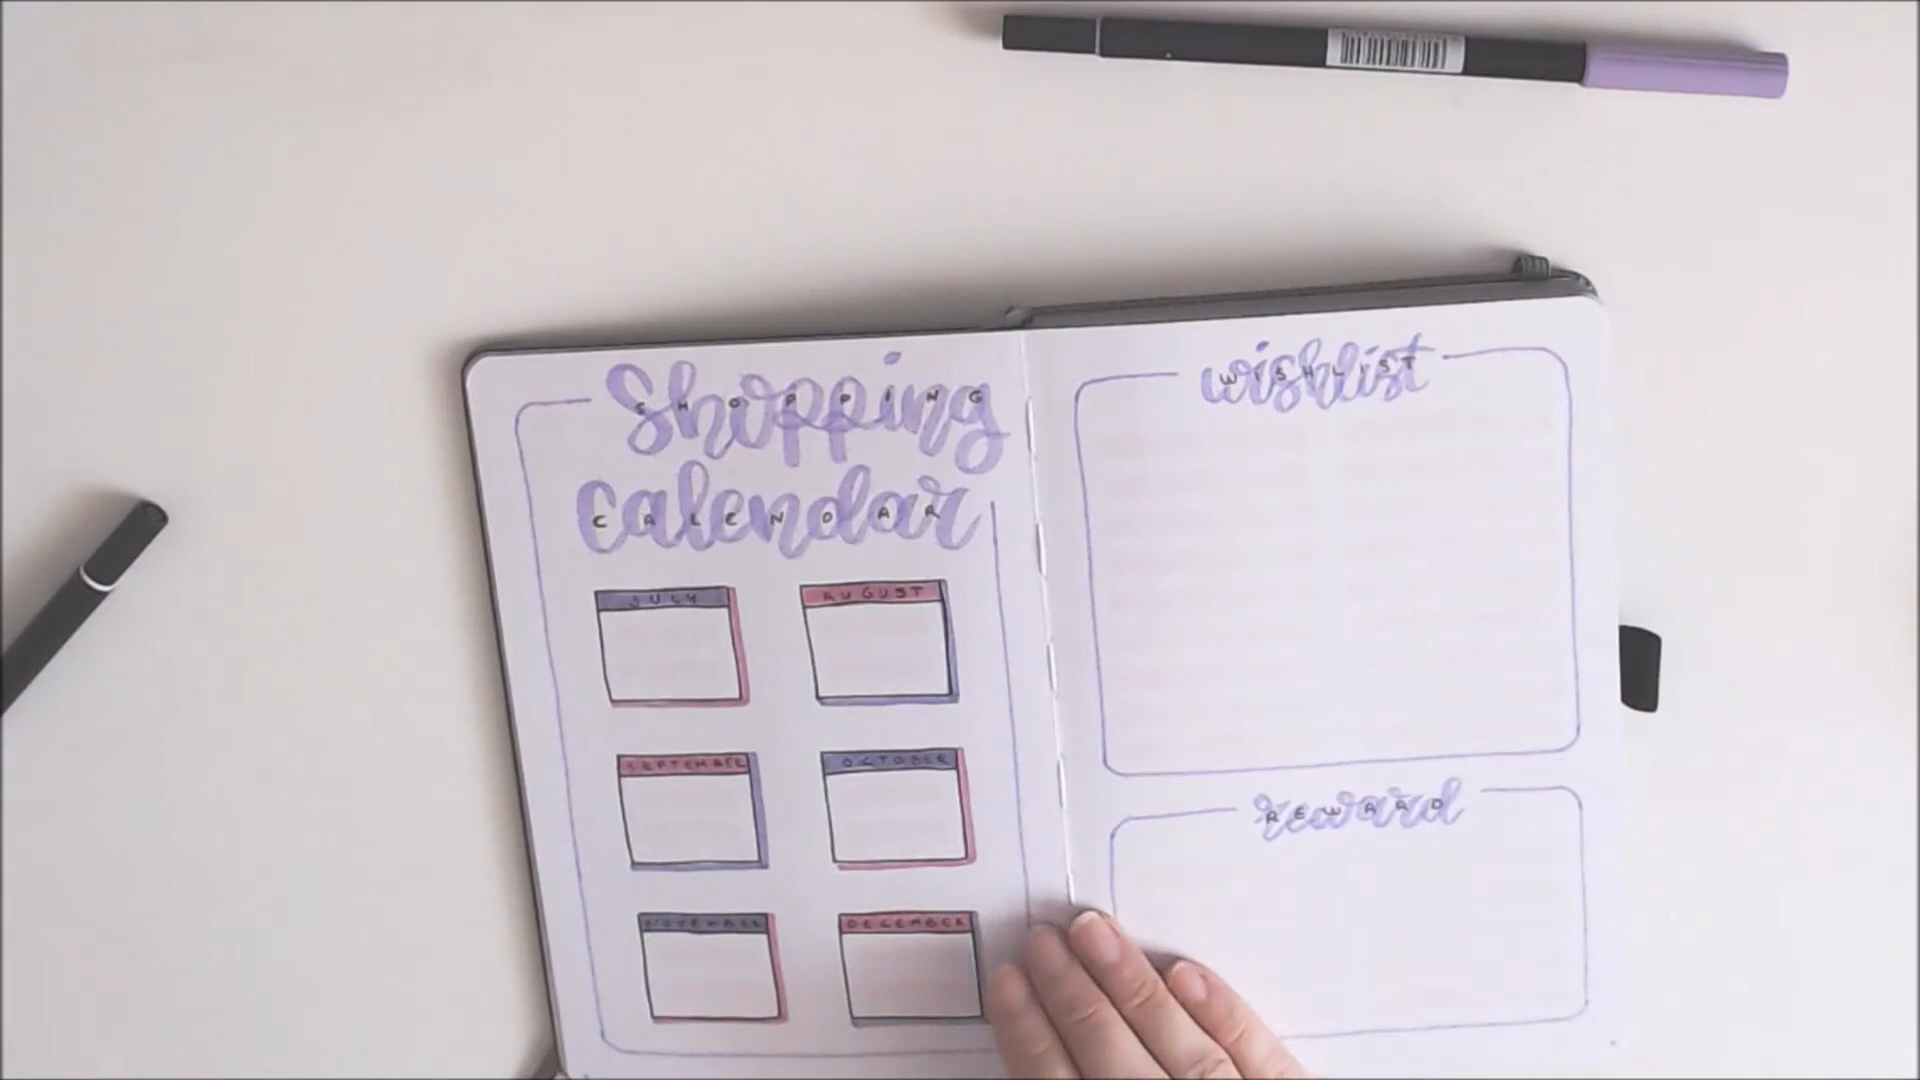 Shopping
SHOPPING
Calendar
CALENDAR
JULY
AUGUST
SEPTEMBER
OCTOBER
NOVEMBER
DECEMBER
wishlist
WISHLIST
reward
REWARD